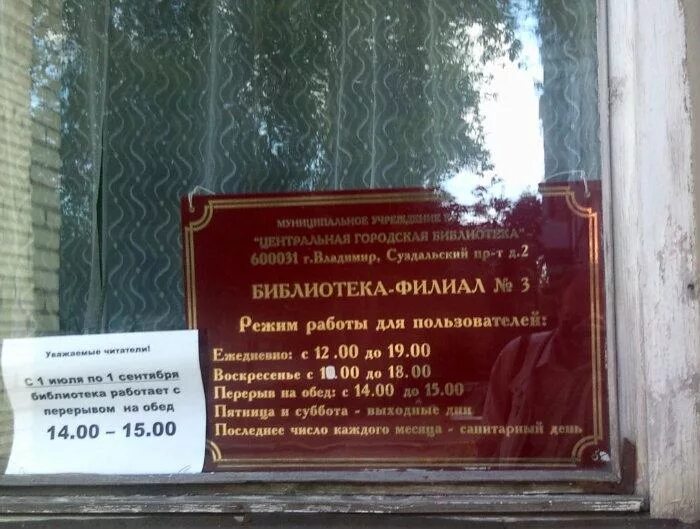 МУНИЦИПАЛЬНОЕ УЧРЕЖДЕНИЕ
"ЦЕНТРАЛЬНАЯ ГОРОДСКАЯ БИБЛИОТЕКА"
600031 г.Владимир, Суздальский пр-т д.2
БИБЛИОТЕКА-ФИЛИАЛ № 3
Режим работы для пользователей:
Ежедневно: с 12.00 до 19.00
Воскресенье с 10.00 до 18.00
Перерыв на обед: с 14.00 до 15.00
Пятница и суббота - выходные дни
Последнее число каждого месяца - санитарный день
Уважаемые читатели!
С 1 июля по 1 сентября
библиотека работает с
перерывом на обед
14.00 – 15.00